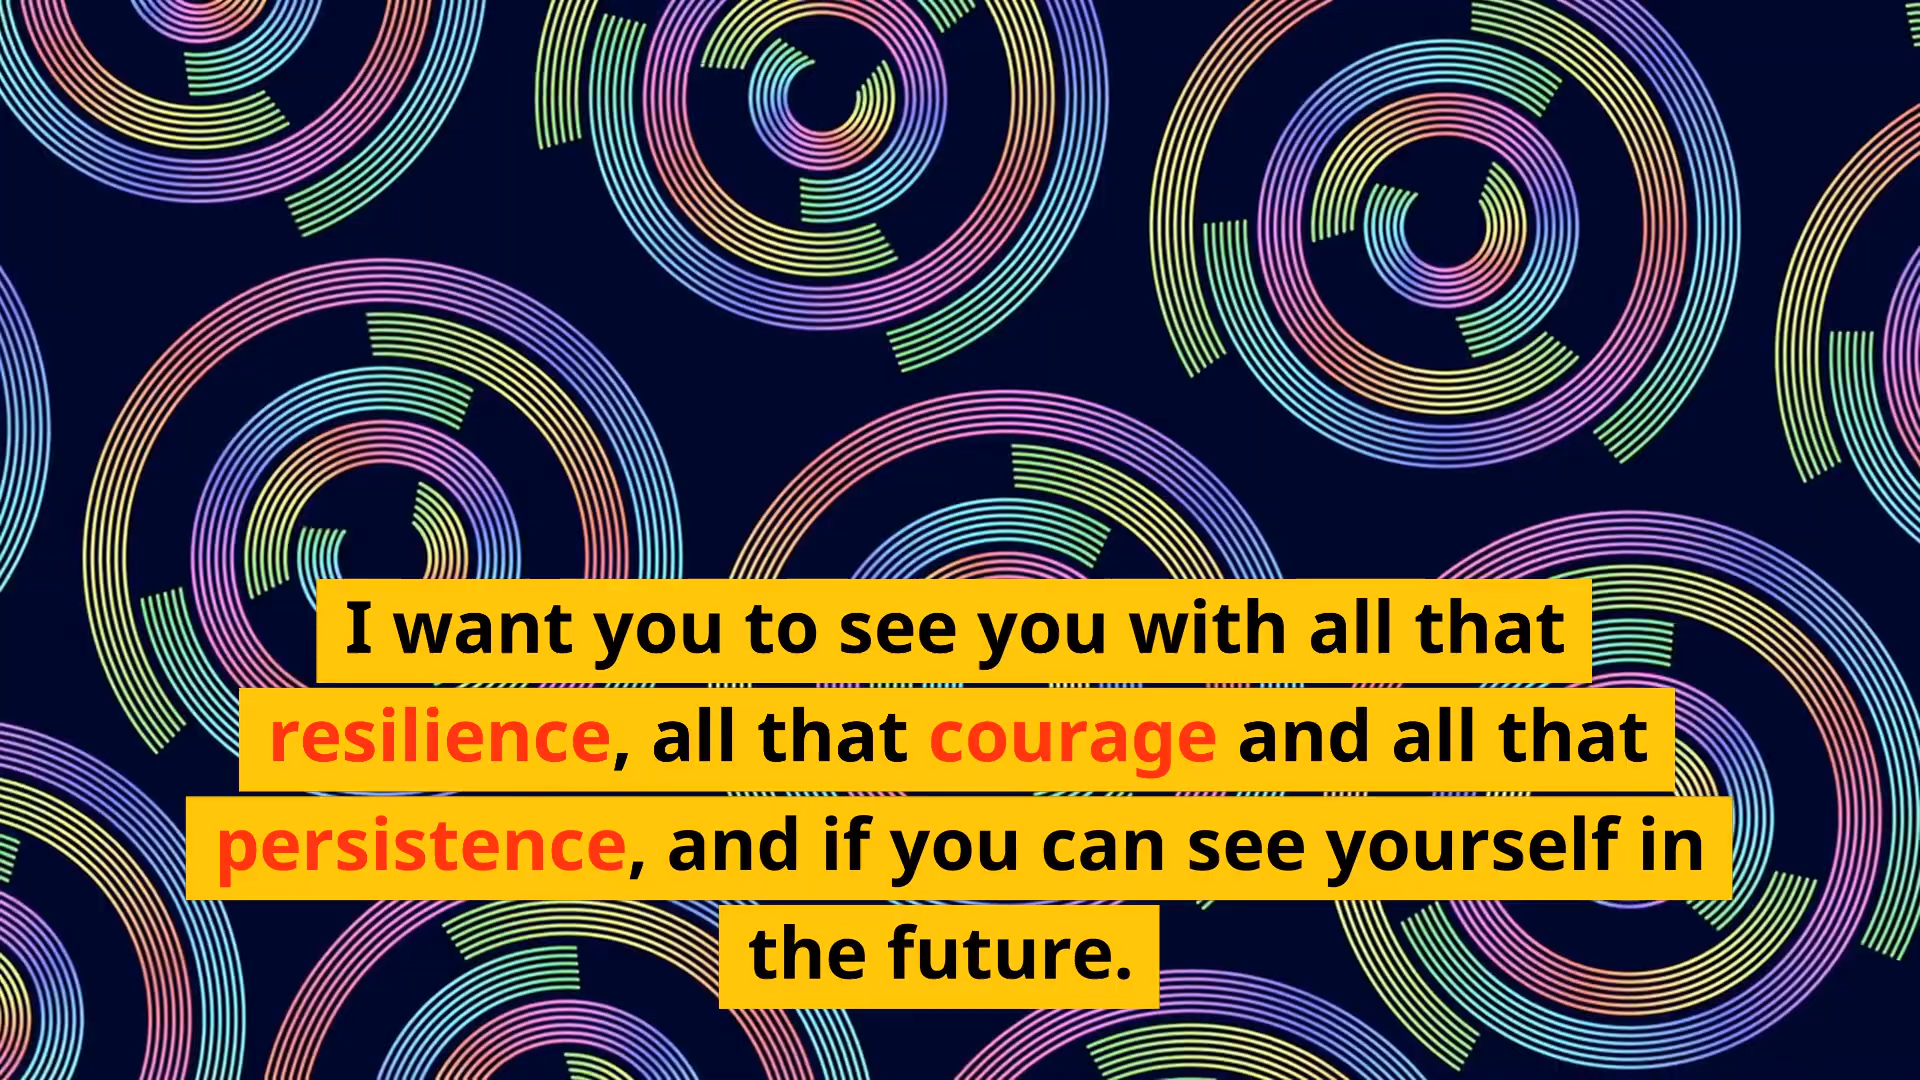 I want you to see you with all that
resilience, all that courage and all that
persistence, and if you can see yourself in
the future.